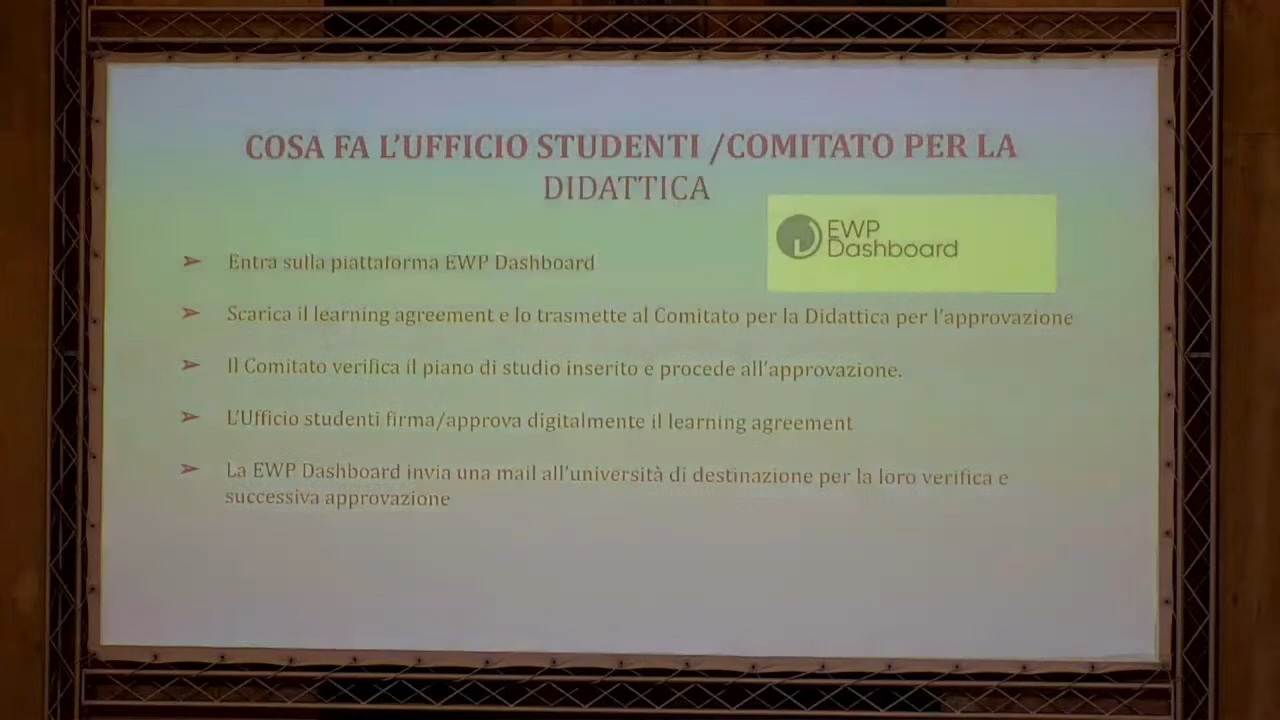 COSA FA L'UFFICIO STUDENTI /COMITATO PER LA
DIDATTICA
EWP
Dashboard
➢ Entra sulla piattaforma EWP Dashboard
➢ Scarica il learning agreement e lo trasmette al Comitato per la Didattica per l'approvazione
➢ Il Comitato verifica il piano di studio inserito e procede all'approvazione.
➢ L'Ufficio studenti firma/approva digitalmente il learning agreement
➢ La EWP Dashboard invia una mail all'università di destinazione per la loro verifica e
successiva approvazione